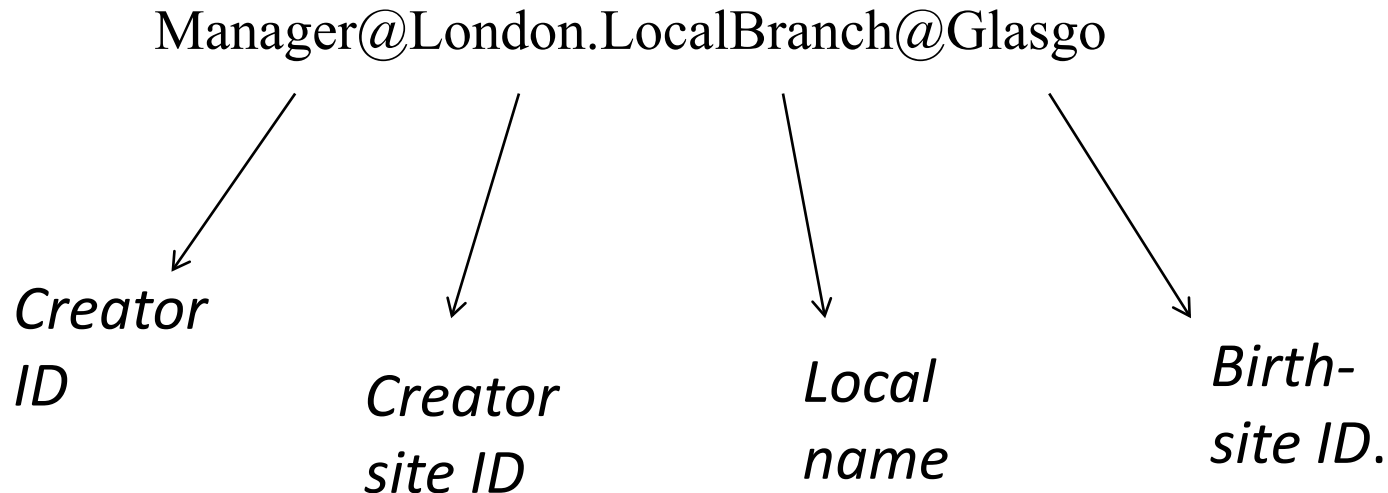 Manager@London.LocalBranch@Glasgo
Creator
ID
Creator
site ID
Local
name
Birth-
site ID.